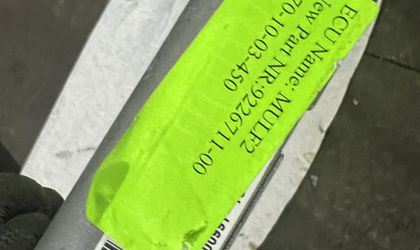 ECU Name: MULF2
70-10-03-450
New Part NR:9226711-00